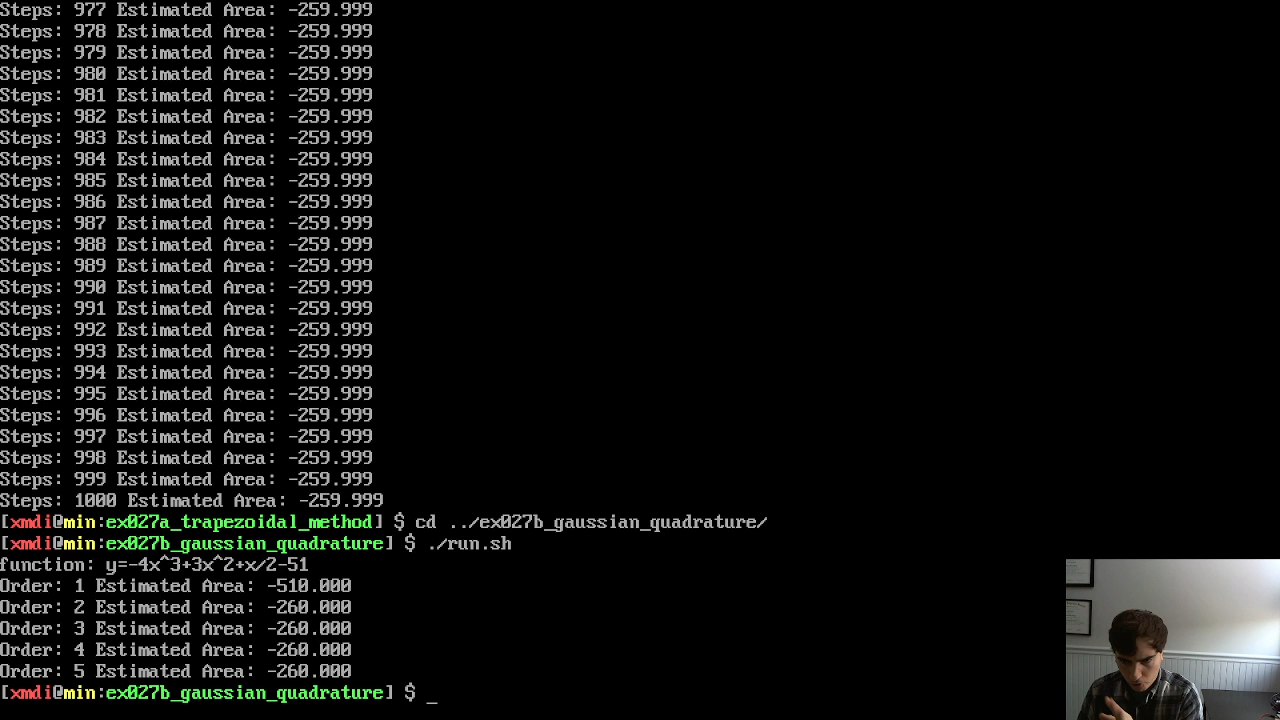 Steps: 977 Estimated Area: -259.999
Steps: 978 Estimated Area: -259.999
Steps: 979 Estimated Area: -259.999
Steps: 980 Estimated Area: -259.999
Steps: 981 Estimated Area: -259.999
Steps: 982 Estimated Area: -259.999
Steps: 983 Estimated Area: -259.999
Steps: 984 Estimated Area: -259.999
Steps: 985 Estimated Area: -259.999
Steps: 986 Estimated Area: -259.999
Steps: 987 Estimated Area: -259.999
Steps: 988 Estimated Area: -259.999
Steps: 989 Estimated Area: -259.999
Steps: 990 Estimated Area: -259.999
Steps: 991 Estimated Area: -259.999
Steps: 992 Estimated Area: -259.999
Steps: 993 Estimated Area: -259.999
Steps: 994 Estimated Area: -259.999
Steps: 995 Estimated Area: -259.999
Steps: 996 Estimated Area: -259.999
Steps: 997 Estimated Area: -259.999
Steps: 998 Estimated Area: -259.999
Steps: 999 Estimated Area: -259.999
Steps: 1000 Estimated Area: -259.999
[xmdi@min:ex027a_trapezoidal_method] $ cd ../ex027b_gaussian_quadrature/
[xmdi@min:ex027b_gaussian_quadrature] $ ./run.sh
function: y=-4x^3+3x^2+x/2-51
Order: 1 Estimated Area: -510.000
Order: 2 Estimated Area: -260.000
Order: 3 Estimated Area: -260.000
Order: 4 Estimated Area: -260.000
Order: 5 Estimated Area: -260.000
[xmdi@min:ex027b_gaussian_quadrature] $ _